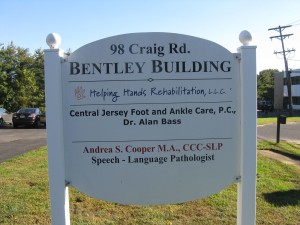 98 Craig Rd.
BENTLEY BUILDING
Helping Hands Rehabilitation, L.L.C.
Central Jersey Foot and Ankle Care, P.C.,
Dr. Alan Bass
Andrea S. Cooper M.A., CCC-SLP
Speech - Language Pathologist